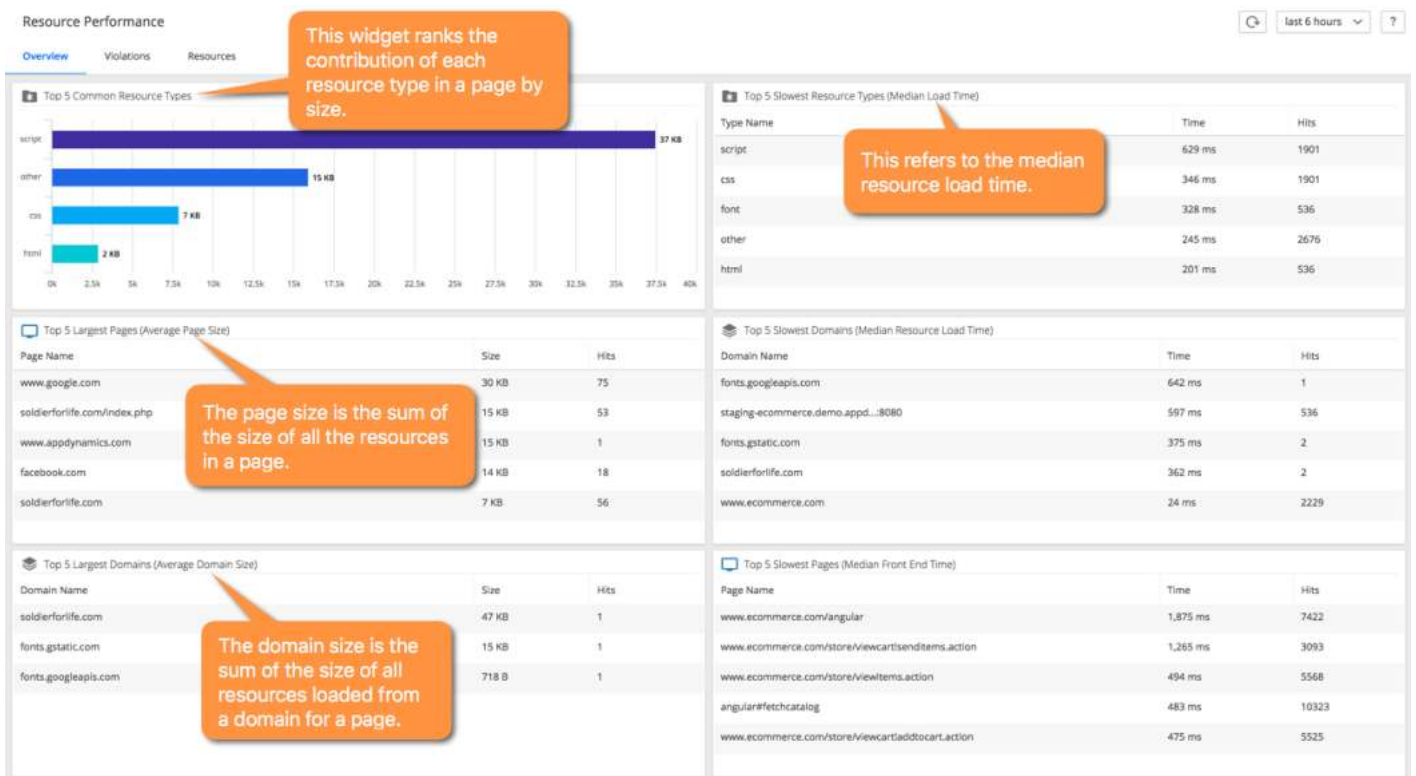 Resource Performance
last 6 hours
?
Overview
Violations
Resources
This widget ranks the
contribution of each
resource type in a page by
size.
Top 5 Common Resource Types
script
37 KB
other
15 KB
css
7 KB
html
2 KB
0k 2.5k 5k 7.5k 10k 12.5k 15k 17.5k 20k 22.5k 25k 27.5k 30k 32.5k 35k 37.5k 40k
Top 5 Slowest Resource Types (Median Load Time)
Type Name Time Hits
script 629 ms 1901
css 346 ms 1901
font 328 ms 536
other 245 ms 2676
html 201 ms 536
This refers to the median
resource load time.
Top 5 Largest Pages (Average Page Size)
Page Name Size Hits
www.google.com 30 KB 75
soldierforlife.com/index.php 15 KB 53
www.appdynamics.com 15 KB 1
facebook.com 14 KB 18
soldierforlife.com 7 KB 56
The page size is the sum of
the size of all the resources
in a page.
Top 5 Slowest Domains (Median Resource Load Time)
Domain Name Time Hits
fonts.googleapis.com 642 ms 1
staging-ecommerce.demo.appd...:8080 597 ms 536
fonts.gstatic.com 375 ms 2
soldierforlife.com 362 ms 2
www.ecommerce.com 24 ms 2229
Top 5 Largest Domains (Average Domain Size)
Domain Name Size Hits
soldierforlife.com 47 KB 1
fonts.gstatic.com 15 KB 1
fonts.googleapis.com 718 B 1
The domain size is the
sum of the size of all
resources loaded from
a domain for a page.
Top 5 Slowest Pages (Median Front End Time)
Page Name Time Hits
www.ecommerce.com/angular 1,875 ms 7422
www.ecommerce.com/store/viewcart!senditems.action 1,265 ms 3093
www.ecommerce.com/store/viewitems.action 494 ms 5568
angular#fetchcatalog 483 ms 10323
www.ecommerce.com/store/viewcart!addtocart.action 475 ms 5525